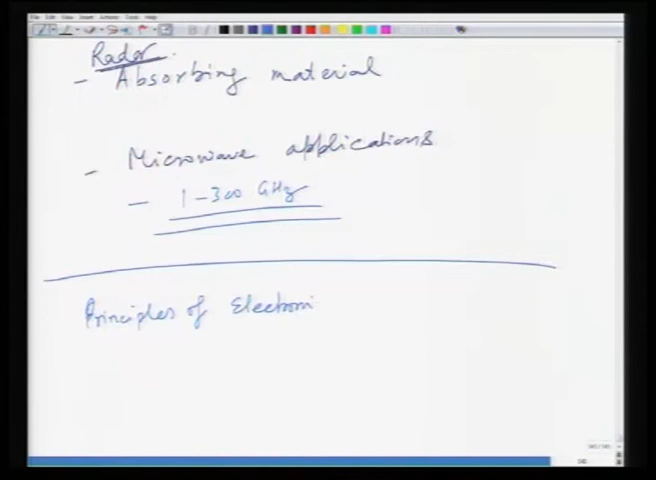 Radar
- Absorbing material
- Microwave applications
- 1-300 GHz
Principles of Electroni